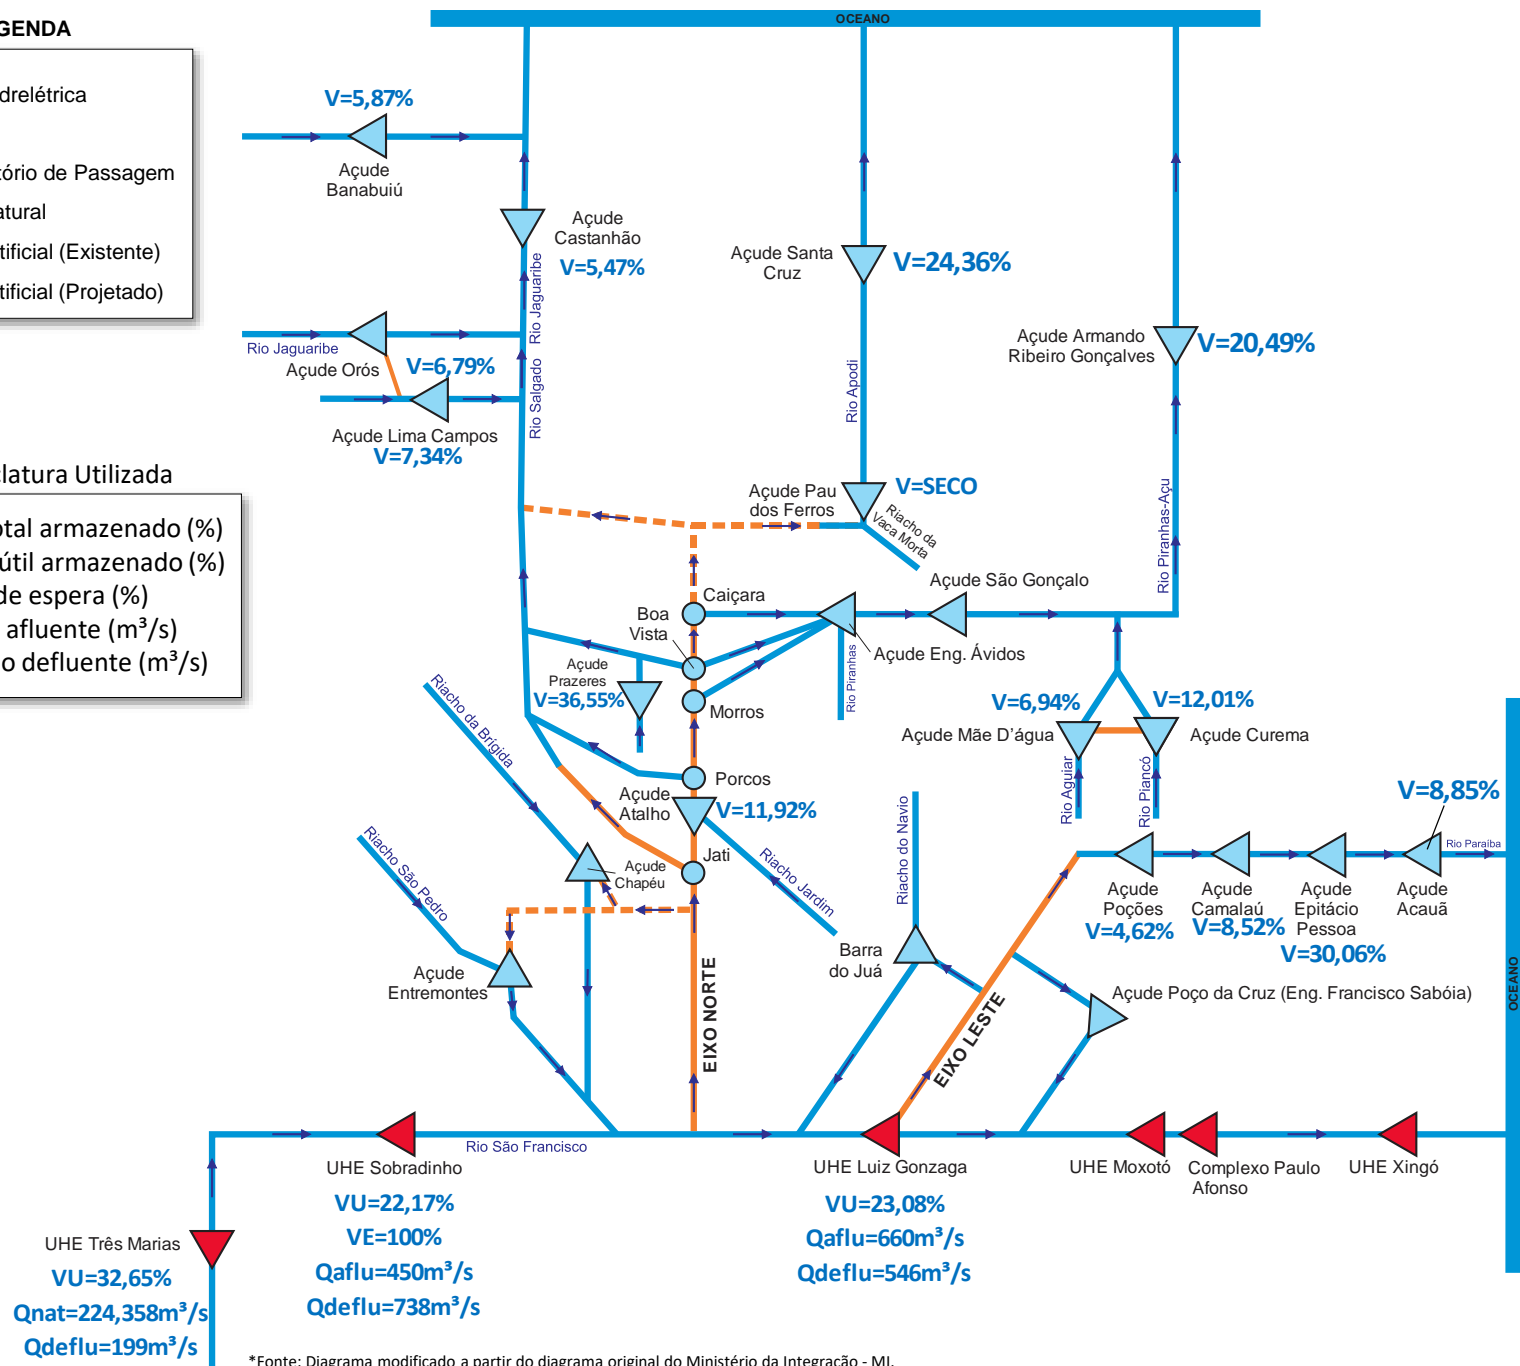 OCEANO
GENDA
drelétrica
tório de Passagem
atural
tificial (Existente)
tificial (Projetado)
V=5,87%
Açude
Banabuiú
Açude
Castanhão
V=5,47%
Rio Jaguaribe
Açude Santa
Cruz
V=24,36%
Açude Armando
Ribeiro Gonçalves
V=20,49%
Rio Jaguaribe
Açude Orós
V=6,79%
Rio Salgado
Rio Apodi
Açude Lima Campos
V=7,34%
clatura Utilizada
otal armazenado (%)
útil armazenado (%)
de espera (%)
afluente (m³/s)
o defluente (m³/s)
Açude Pau
dos Ferros
V=SECO
Riacho da
Vaca Morta
Rio Piranhas-Açu
Açude São Gonçalo
Caiçara
Boa
Vista
Açude Eng. Ávidos
Rio Piranhas
Açude
Prazeres
V=36,55%
Morros
Riacho da Brígida
V=6,94%
V=12,01%
Açude Mãe D'água
Açude Curema
Rio Aguiar
Rio Piancó
Porcos
Açude
Atalho
V=11,92%
V=8,85%
Riacho do Navio
Riacho São Pedro
Jati
Açude
Chapéu
Riacho Jardim
Rio Paraíba
Açude
Poções
V=4,62%
Açude
Camalaú
V=8,52%
Açude
Epitácio
Pessoa
V=30,06%
Açude
Acauã
Barra
do Juá
Açude
Entremontes
Açude Poço da Cruz (Eng. Francisco Sabóia)
OCEANO
EIXO NORTE
EIXO LESTE
Rio São Francisco
UHE Sobradinho
VU=22,17%
VE=100%
Qaflu=450m³/s
Qdeflu=738m³/s
UHE Luiz Gonzaga
VU=23,08%
Qaflu=660m³/s
Qdeflu=546m³/s
UHE Moxotó
Complexo Paulo
Afonso
UHE Xingó
UHE Três Marias
VU=32,65%
Qnat=224,358m³/s
Qdeflu=199m³/s
*Fonte: Diagrama modificado a partir do diagrama original do Ministério da Integração - MI.